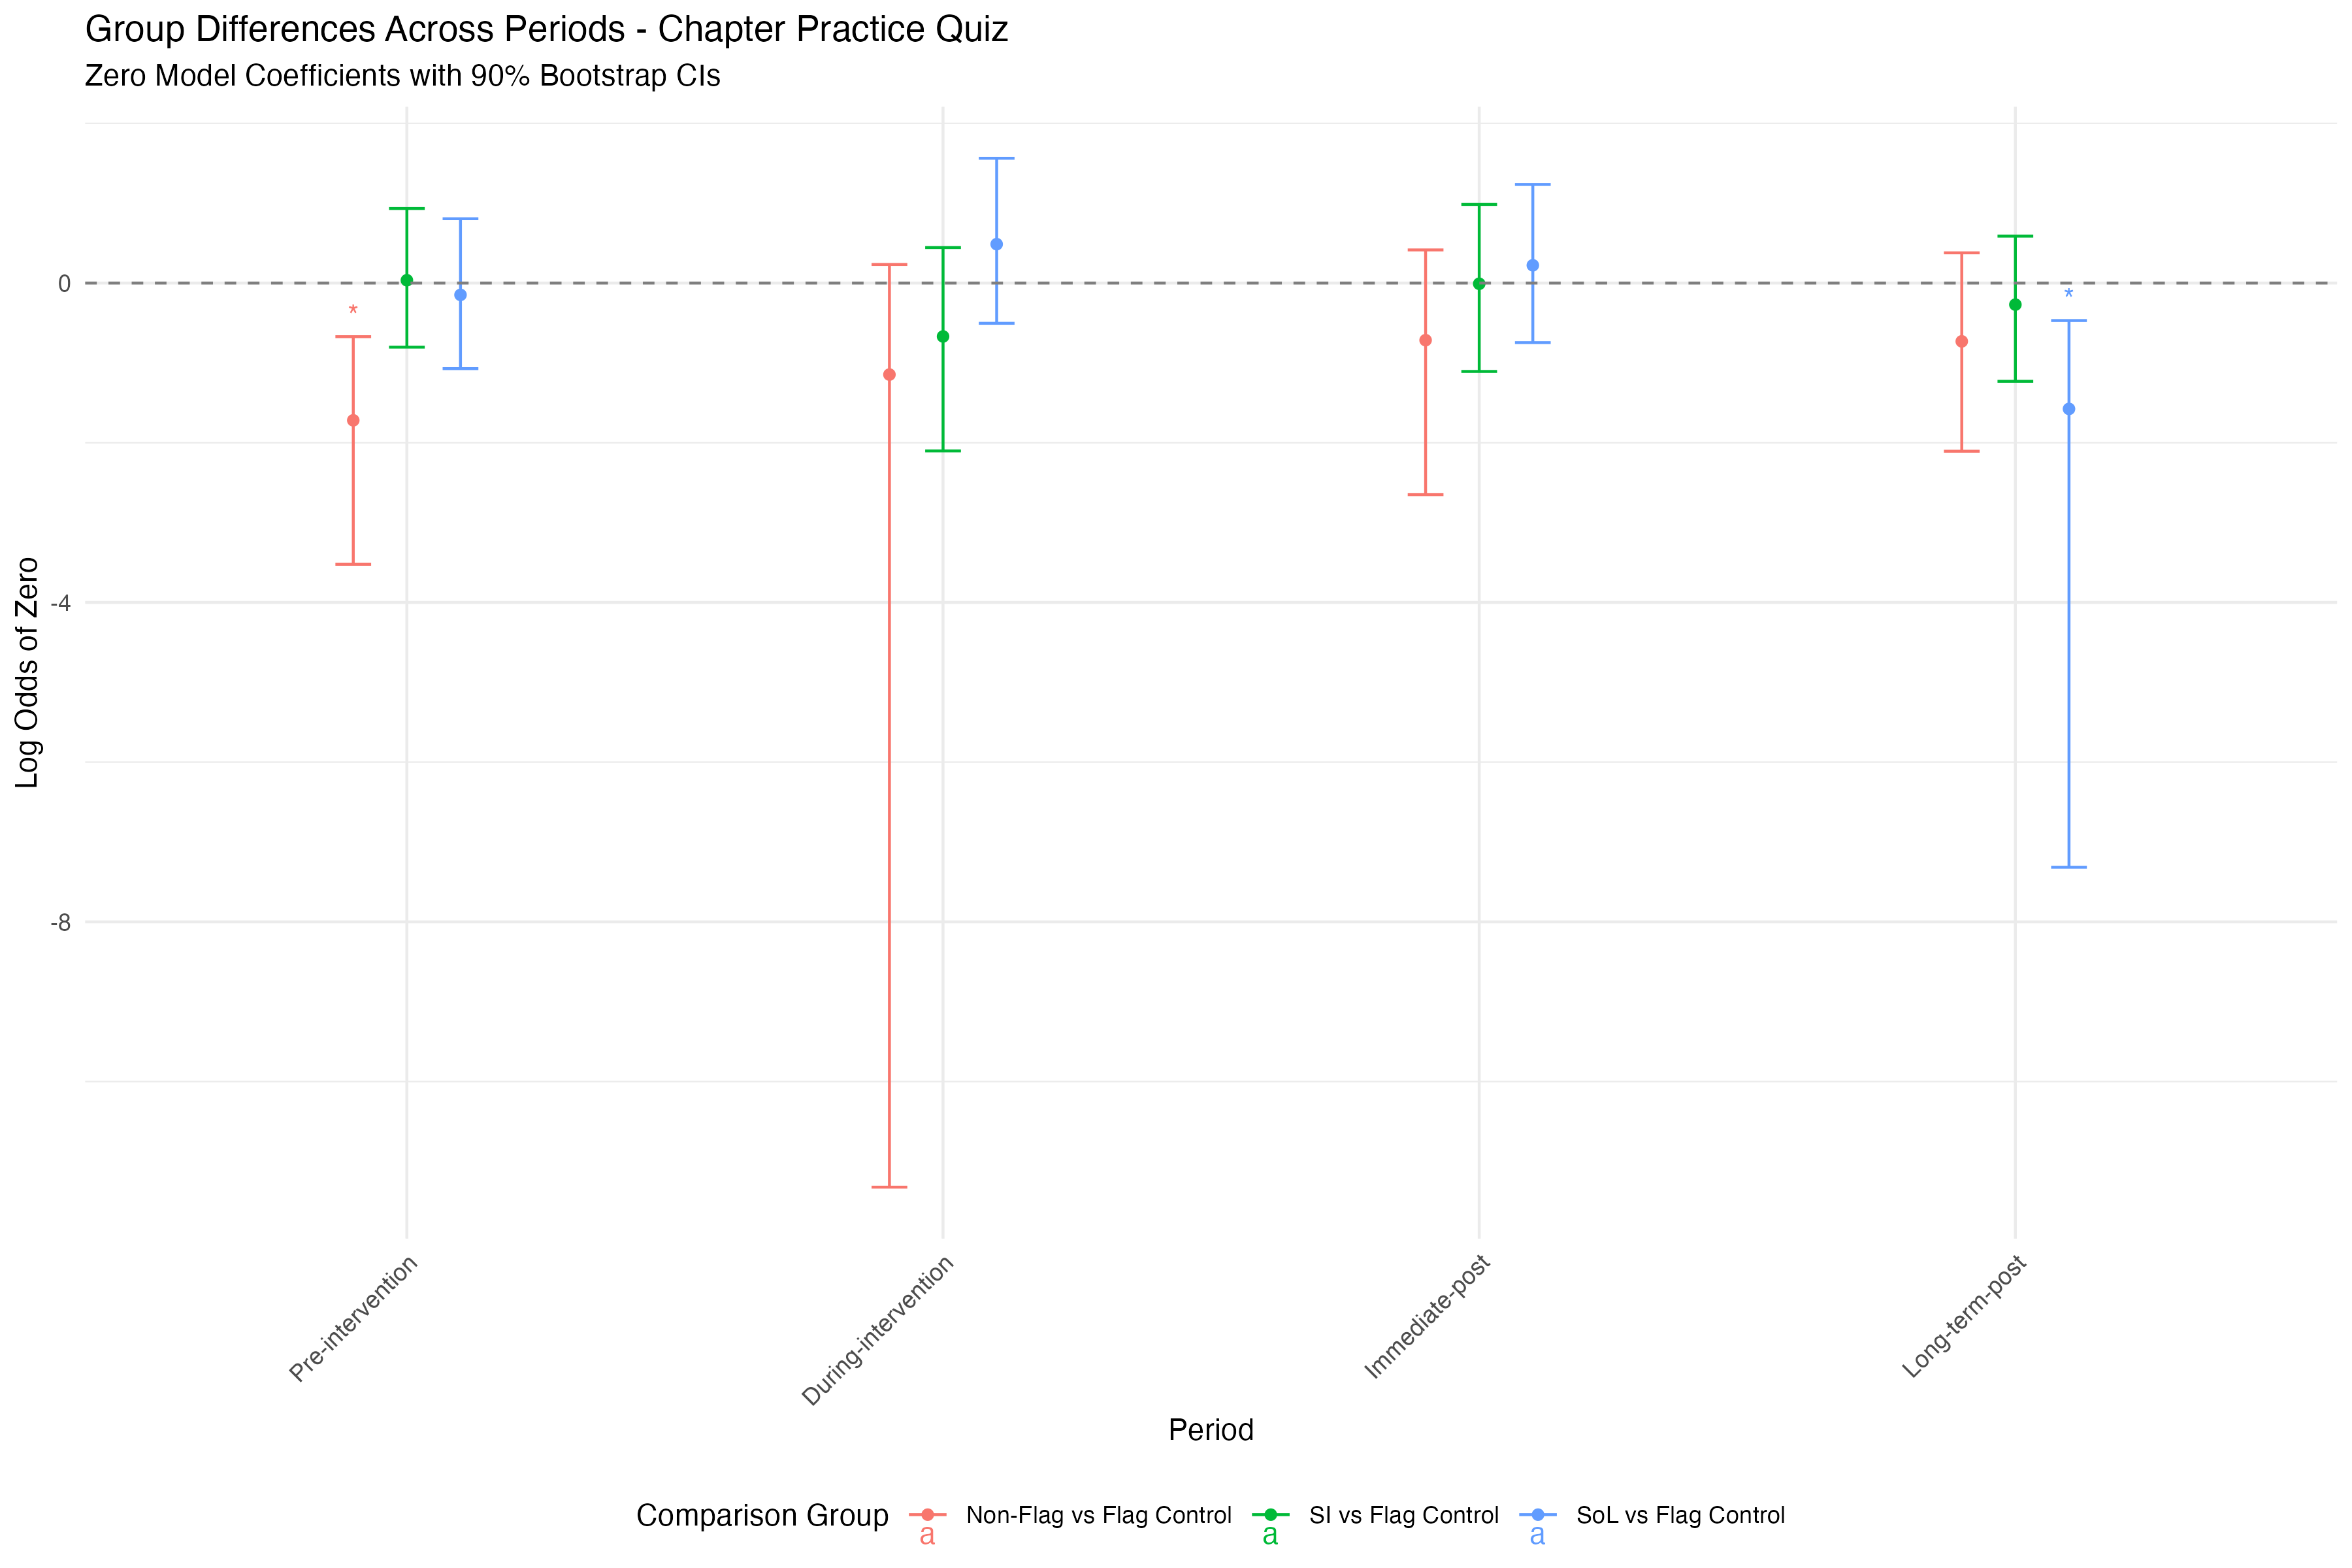 Group Differences Across Periods - Chapter Practice Quiz
Zero Model Coefficients with 90% Bootstrap CIs
Log Odds of Zero
0
-4
-8
*
*
Pre-intervention
During-intervention
Immediate-post
Long-term-post
Period
Comparison Group
a Non-Flag vs Flag Control
a SI vs Flag Control
a SoL vs Flag Control